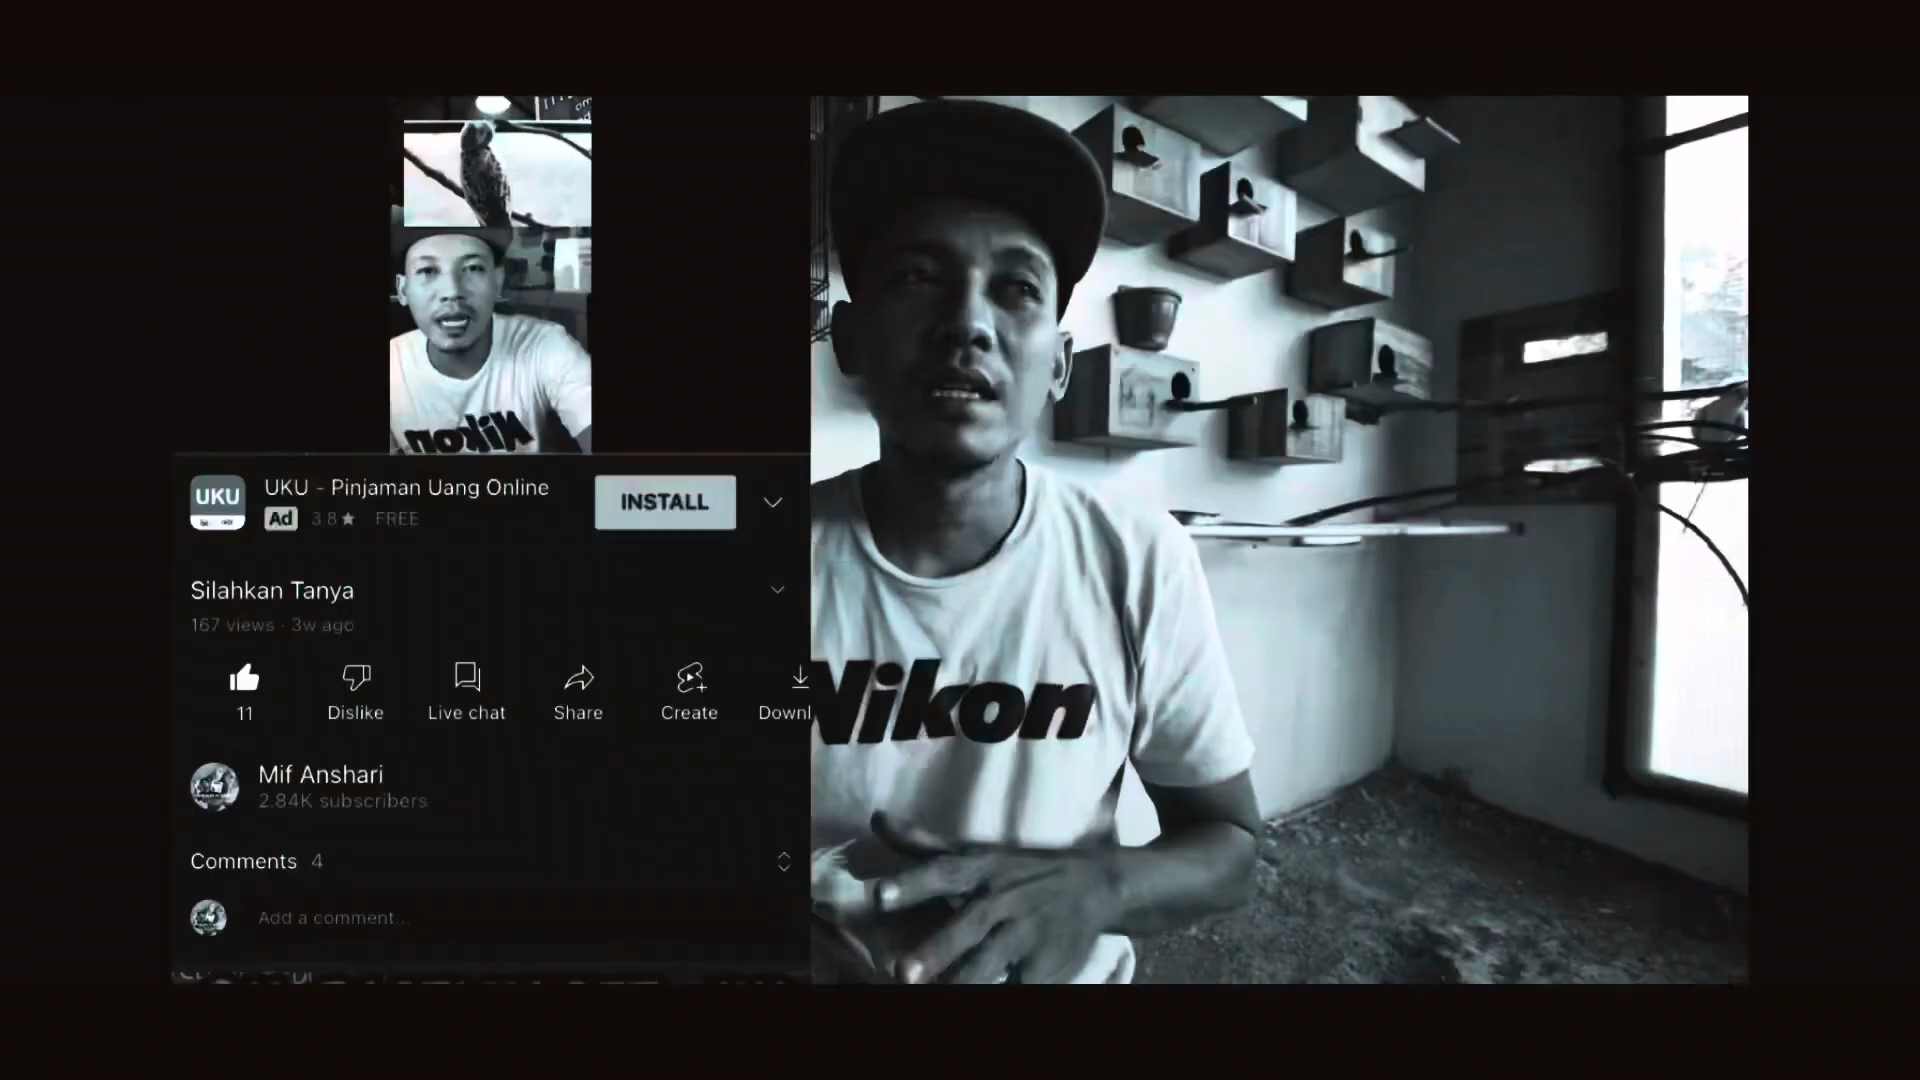 Nikon
UKU
UKU - Pinjaman Uang Online
Ad 3.8★ FREE
INSTALL
Silahkan Tanya
167 views · 3w ago
11
Dislike
Live chat
Share
Create
Downl
Mif Anshari
2.84K subscribers
Comments 4
Add a comment...
Nikon